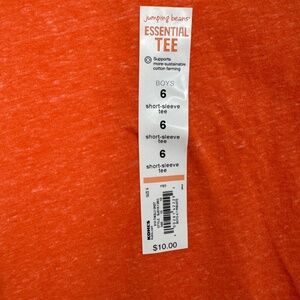 jumping beans®
ESSENTIAL
TEE
Supports
more-sustainable
cotton farming
BOYS
6
short-sleeve
tee
6
short-sleeve
tee
6
short-sleeve
tee
KOHL'S
$10.00